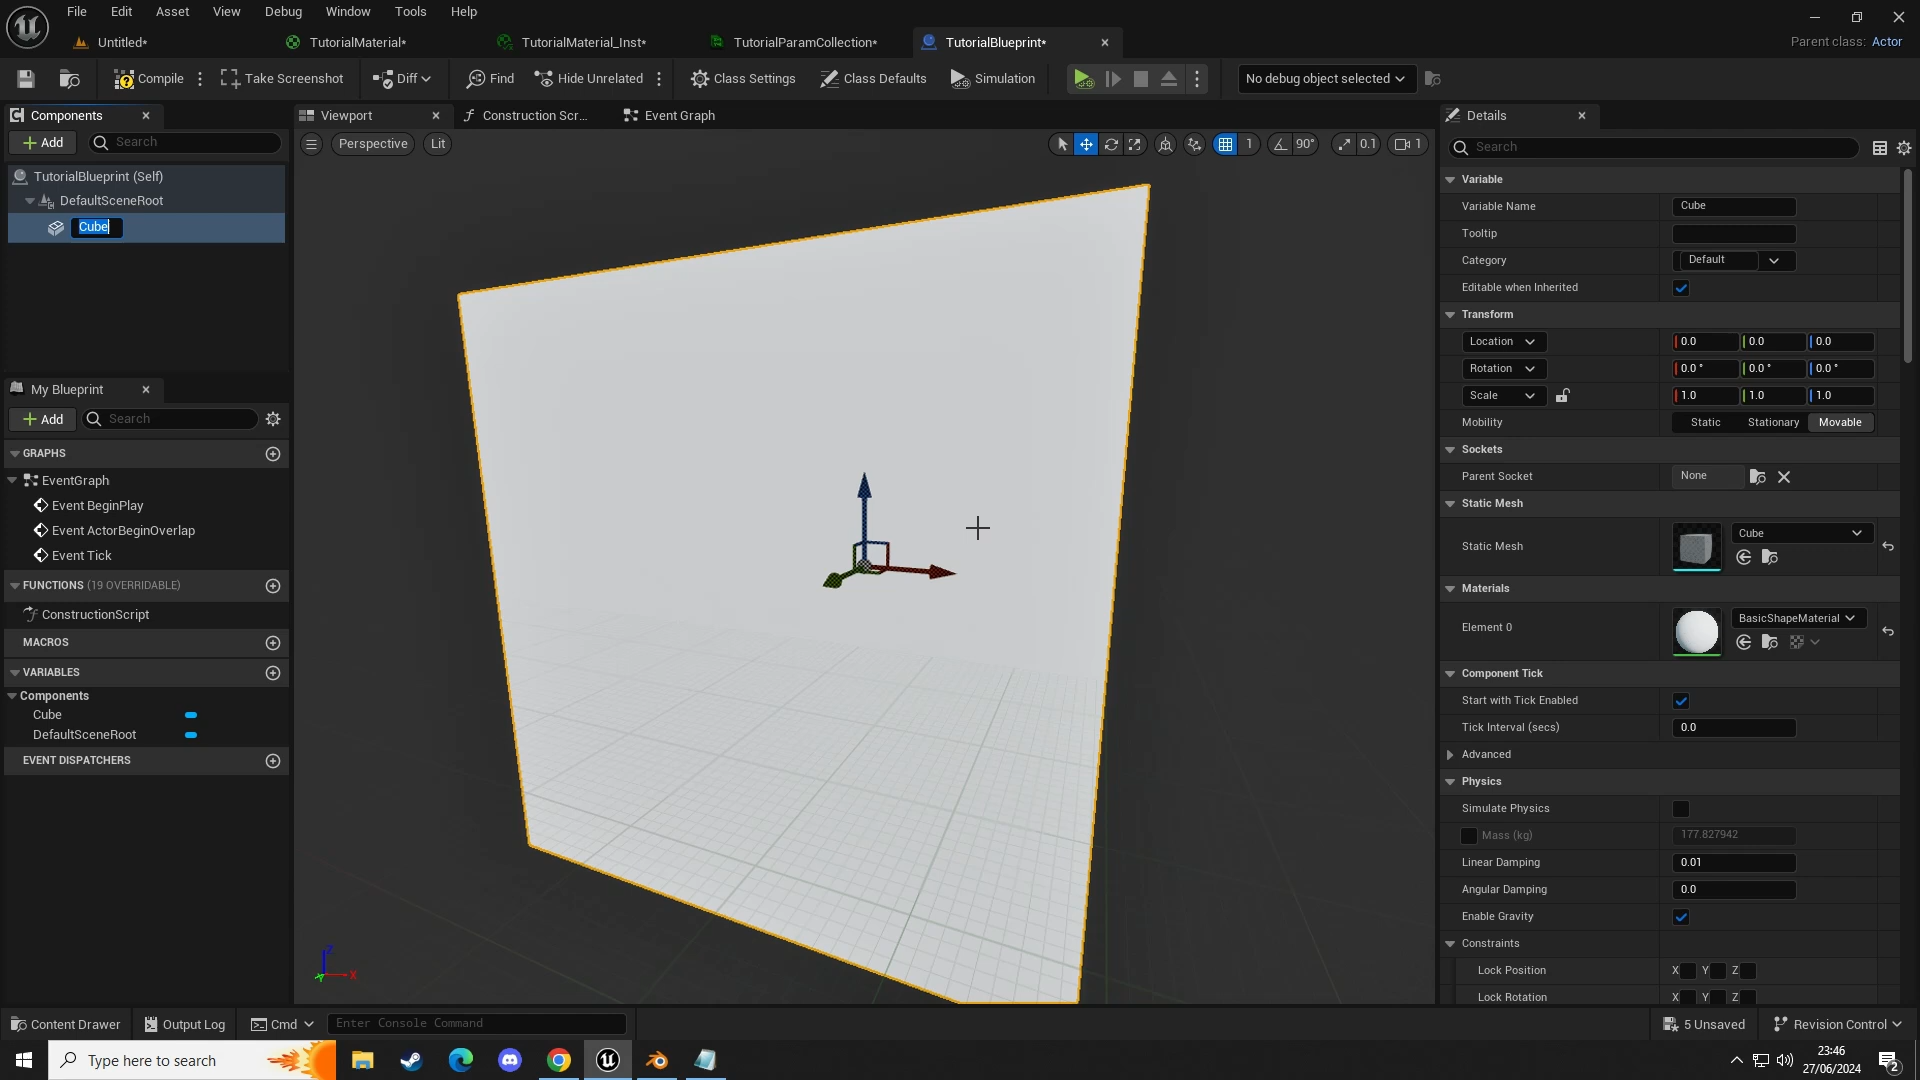 File Edit Asset View Debug Window Tools Help
Untitled* TutorialMaterial* TutorialMaterial_Inst* TutorialParamCollection* TutorialBlueprint* Parent class: Actor
Compile Take Screenshot Diff Find Hide Unrelated Class Settings Class Defaults Simulation No debug object selected
Components Viewport Construction Scr... Event Graph Details
Add Search
Perspective Lit 1 90° 0.1 1
Search
TutorialBlueprint (Self)
DefaultSceneRoot
Cube
Variable
Variable Name Cube
Tooltip
Category Default
Editable when Inherited
Transform
Location 0.0 0.0 0.0
Rotation 0.0 ° 0.0 ° 0.0 °
Scale 1.0 1.0 1.0
Mobility Static Stationary Movable
Sockets
Parent Socket None
Static Mesh
Static Mesh Cube
Materials
Element 0 BasicShapeMaterial
Component Tick
Start with Tick Enabled
Tick Interval (secs) 0.0
Advanced
Physics
Simulate Physics
Mass (kg) 177.827942
Linear Damping 0.01
Angular Damping 0.0
Enable Gravity
Constraints
Lock Position X Y Z
Lock Rotation X Y Z
My Blueprint
Add Search
GRAPHS
EventGraph
Event BeginPlay
Event ActorBeginOverlap
Event Tick
FUNCTIONS (19 OVERRIDABLE)
ConstructionScript
MACROS
VARIABLES
Components
Cube
DefaultSceneRoot
EVENT DISPATCHERS
Z
X
Y
Content Drawer Output Log Cmd Enter Console Command 5 Unsaved Revision Control
Type here to search
23:46
27/06/2024
2